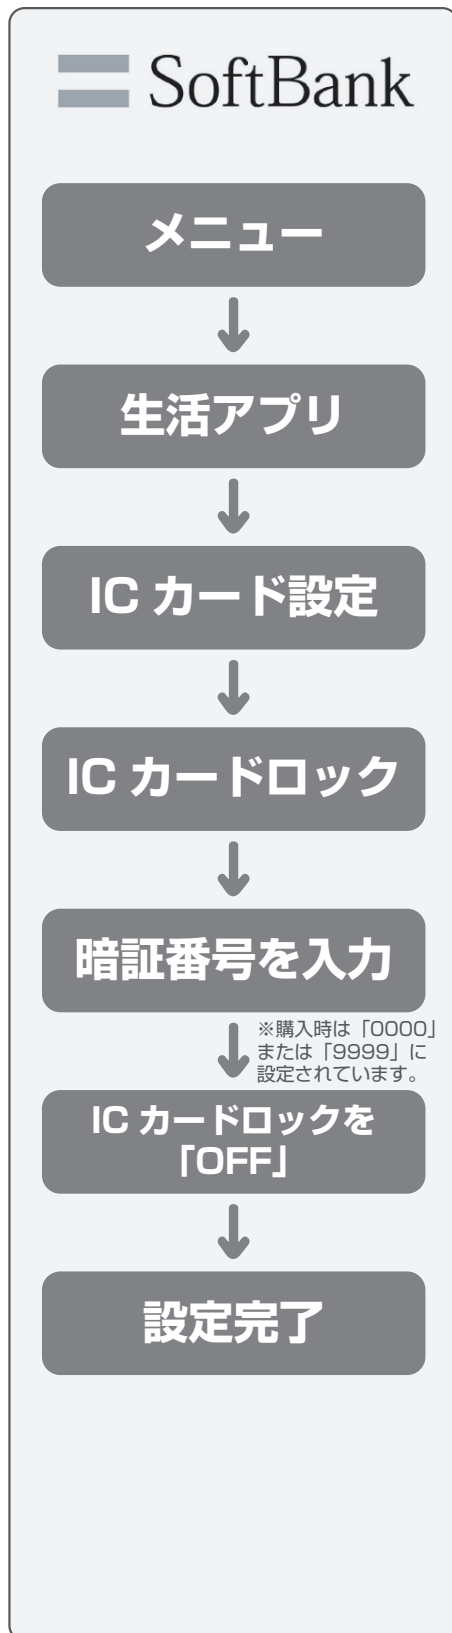 SoftBank
メニュー
生活アプリ
IC カード設定
IC カードロック
暗証番号を入力
※購入時は「0000」
または「9999」に
設定されています。
IC カードロックを
「OFF」
設定完了